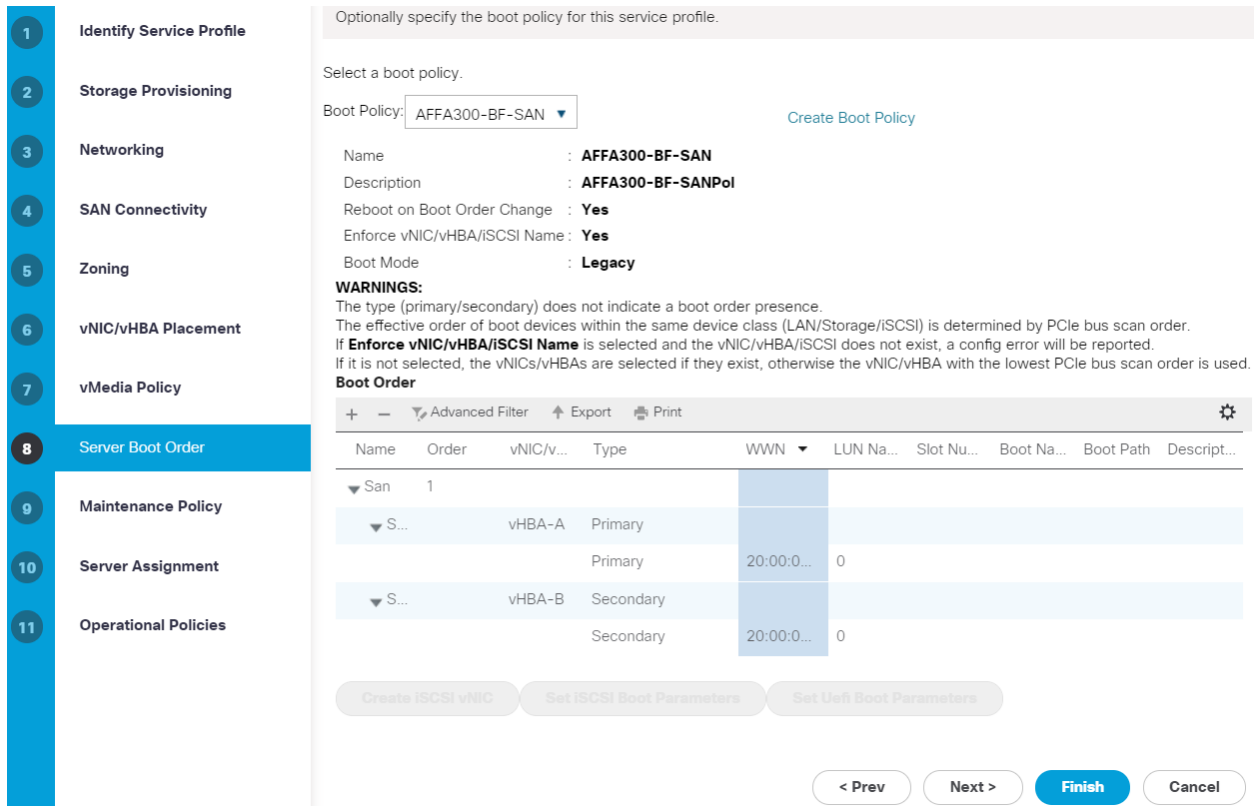 Optionally specify the boot policy for this service profile.
1 Identify Service Profile
2 Storage Provisioning
3 Networking
4 SAN Connectivity
5 Zoning
6 vNIC/vHBA Placement
7 vMedia Policy
8 Server Boot Order
9 Maintenance Policy
10 Server Assignment
11 Operational Policies
Select a boot policy.
Boot Policy: AFFA300-BF-SAN Create Boot Policy
Name : AFFA300-BF-SAN
Description : AFFA300-BF-SANPol
Reboot on Boot Order Change : Yes
Enforce vNIC/vHBA/iSCSI Name : Yes
Boot Mode : Legacy
WARNINGS:
The type (primary/secondary) does not indicate a boot order presence.
The effective order of boot devices within the same device class (LAN/Storage/iSCSI) is determined by PCIe bus scan order.
If Enforce vNIC/vHBA/iSCSI Name is selected and the vNIC/vHBA/iSCSI does not exist, a config error will be reported.
If it is not selected, the vNICs/vHBAs are selected if they exist, otherwise the vNIC/vHBA with the lowest PCIe bus scan order is used.
Boot Order
+ − Advanced Filter Export Print
Name Order vNIC/v... Type WWN LUN Na... Slot Nu... Boot Na... Boot Path Descript...
San 1
S... vHBA-A Primary
Primary 20:00:0... 0
S... vHBA-B Secondary
Secondary 20:00:0... 0
Create iSCSI vNIC Set iSCSI Boot Parameters Set Uefi Boot Parameters
< Prev Next > Finish Cancel